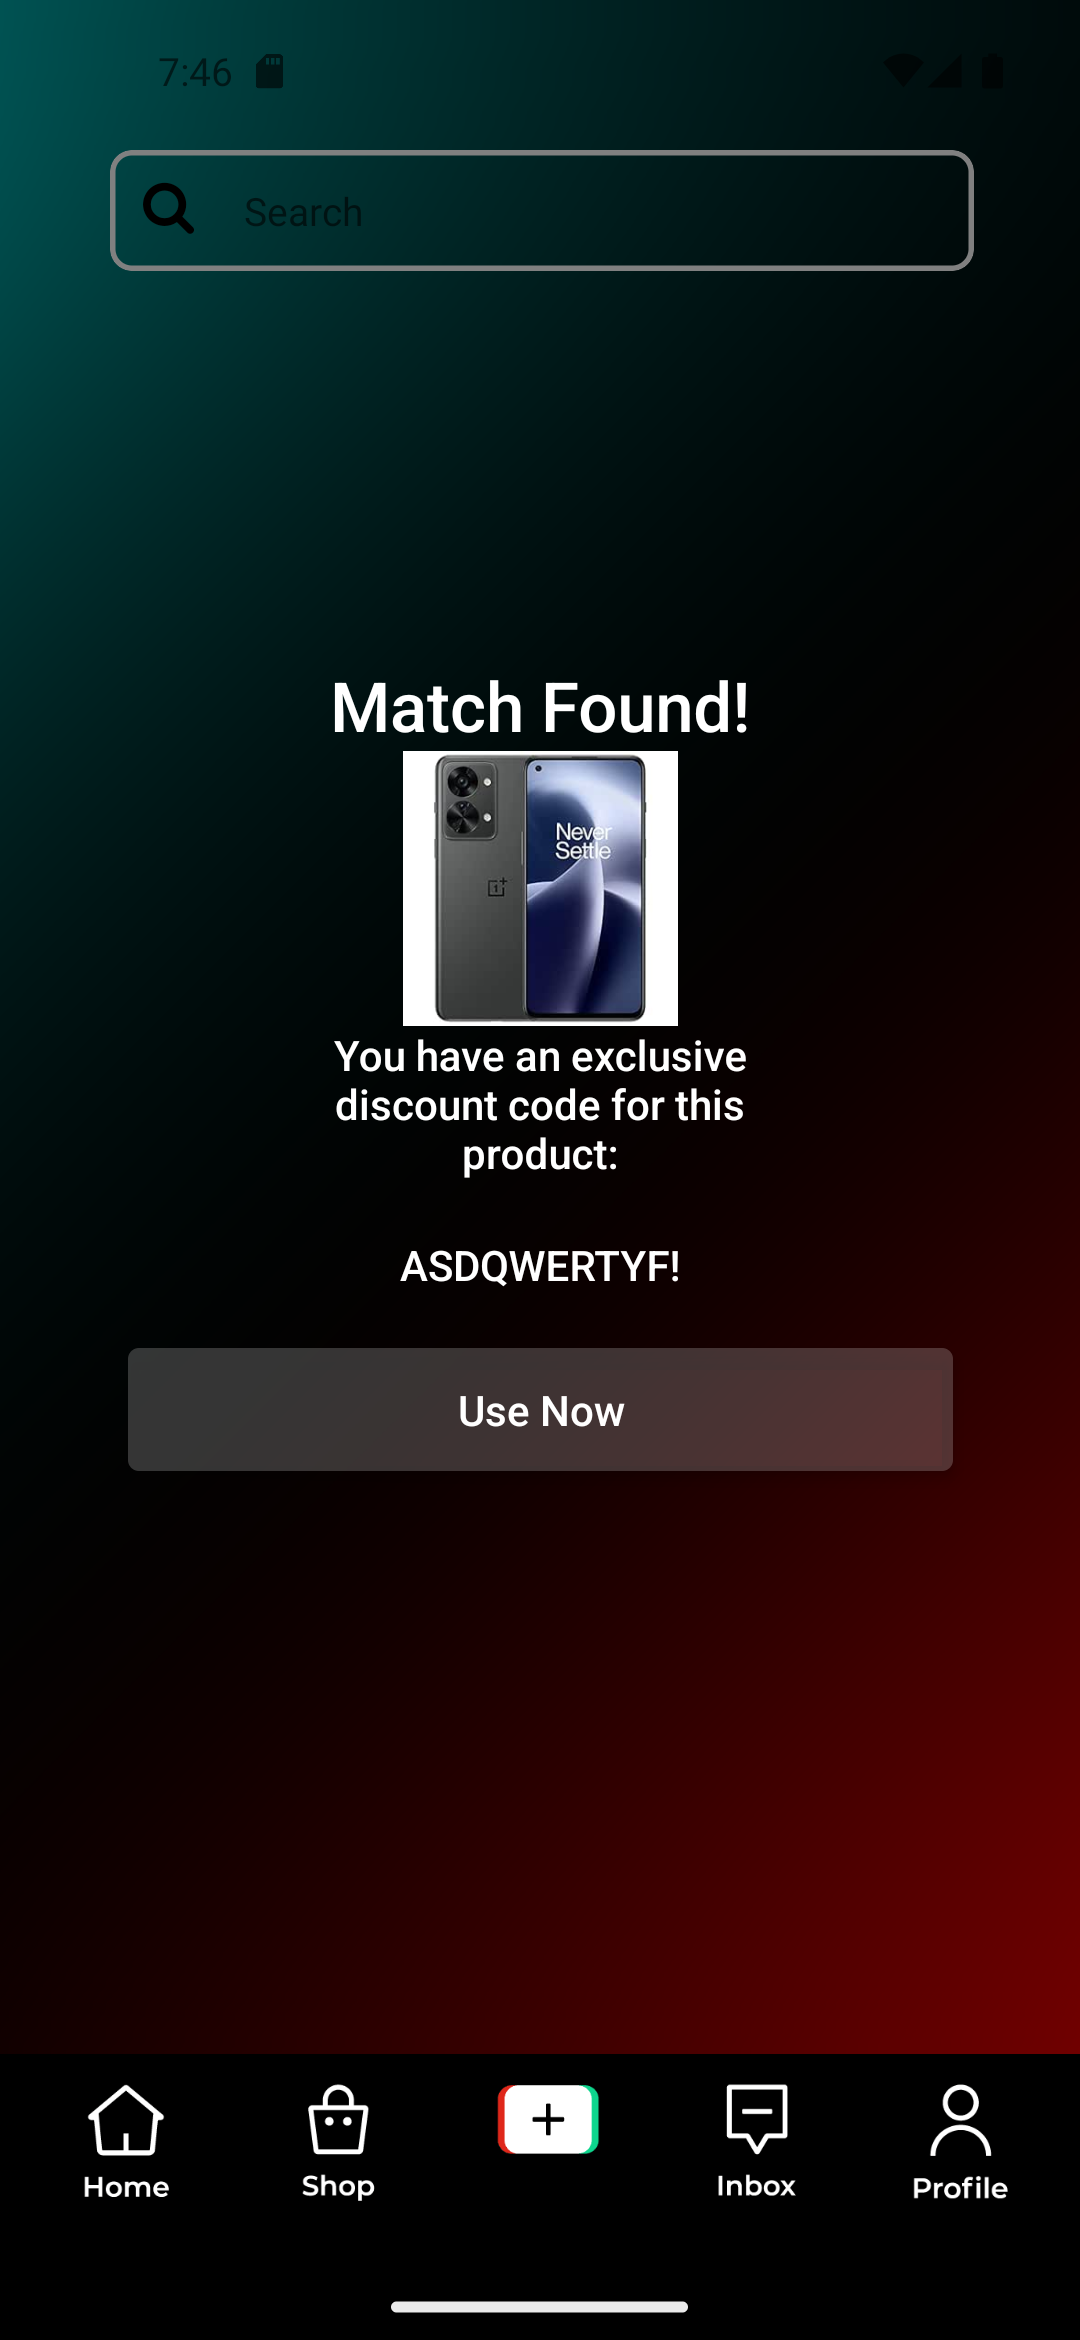 7:46
Search
Match Found!
Never
Settle
You have an exclusive
discount code for this
product:
ASDQWERTYF!
Use Now
Home
Shop
Inbox
Profile